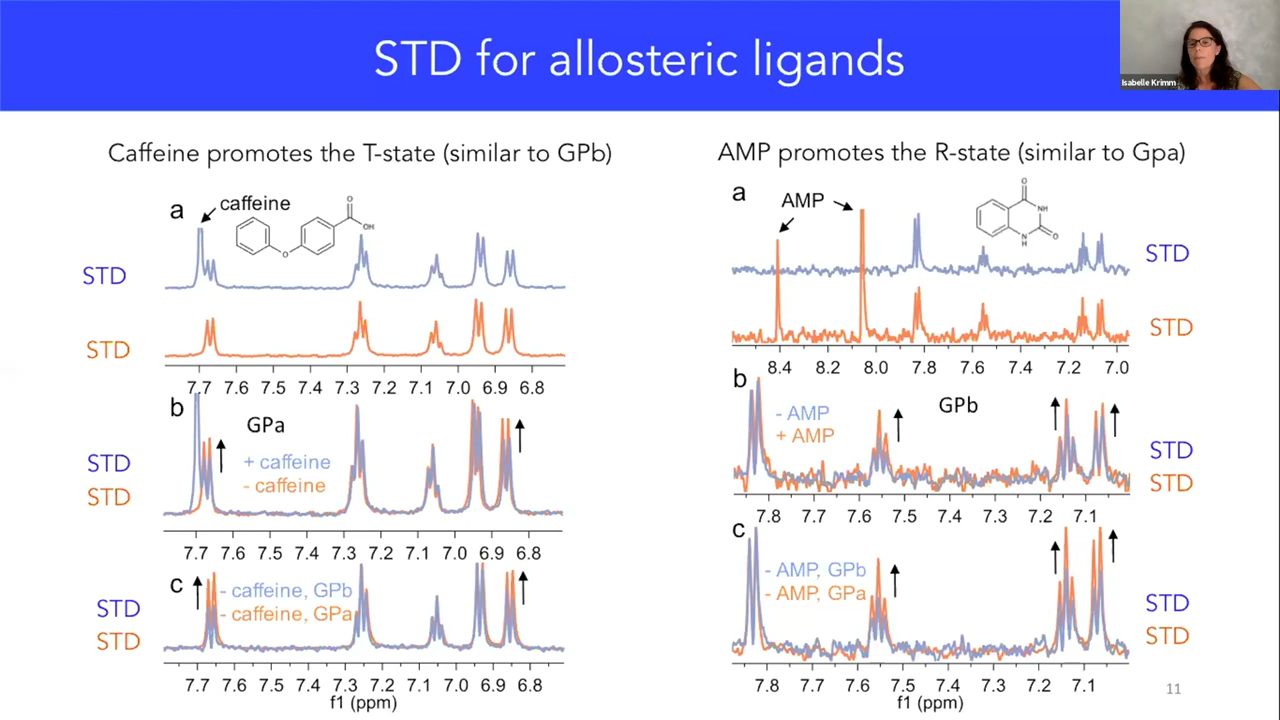 STD for allosteric ligands
Isabelle Krimm
Caffeine promotes the T-state (similar to GPb)
a
caffeine
O
OH
O
STD
STD
7.7 7.6 7.5 7.4 7.3 7.2 7.1 7.0 6.9 6.8
b
GPa
+ caffeine
- caffeine
STD
STD
7.7 7.6 7.5 7.4 7.3 7.2 7.1 7.0 6.9 6.8
c
- caffeine, GPb
- caffeine, GPa
STD
STD
7.7 7.6 7.5 7.4 7.3 7.2 7.1 7.0 6.9 6.8
f1 (ppm)
AMP promotes the R-state (similar to Gpa)
a
AMP
O
NH
N
H
O
STD
STD
8.4 8.2 8.0 7.8 7.6 7.4 7.2 7.0
b
- AMP
+ AMP
GPb
STD
STD
7.8 7.7 7.6 7.5 7.4 7.3 7.2 7.1
c
- AMP, GPb
- AMP, GPa
STD
STD
7.8 7.7 7.6 7.5 7.4 7.3 7.2 7.1
f1 (ppm)
11